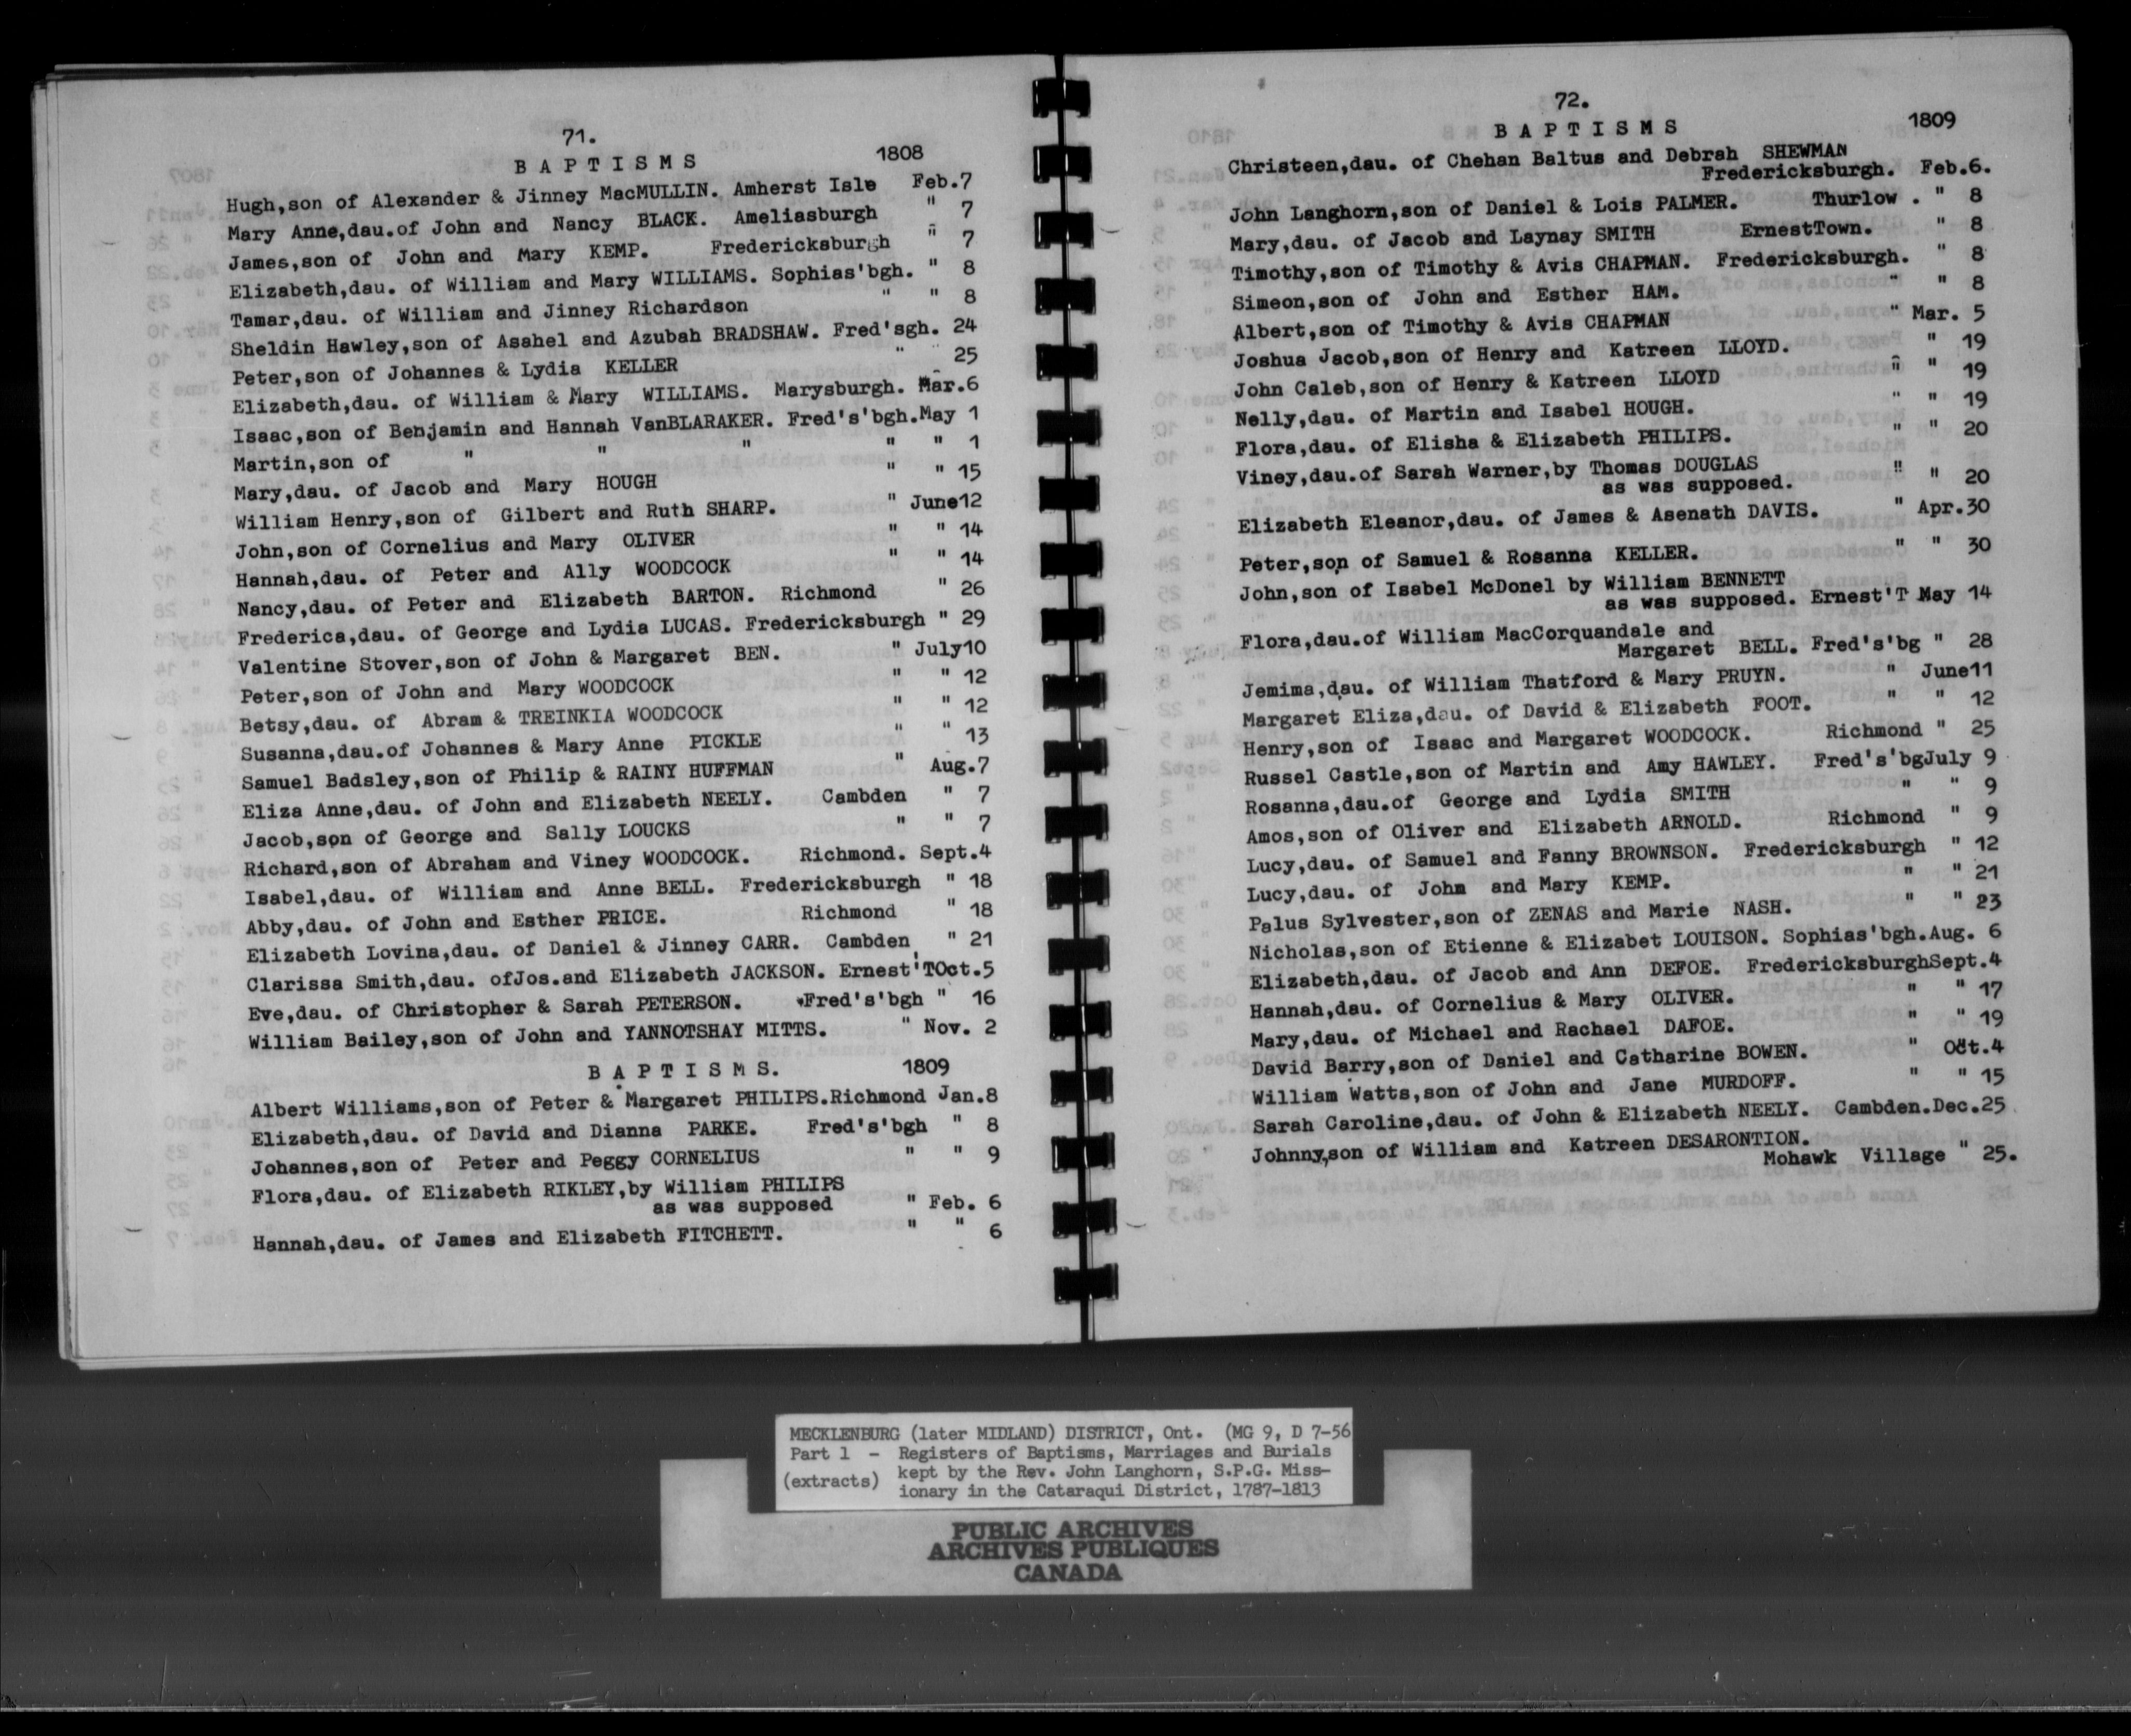 71.
B A P T I S M S 1808
Hugh,son of Alexander & Jinney MacMULLIN. Amherst Isle Feb.7
Mary Anne,dau.of John and Nancy BLACK. Ameliasburgh " 7
James,son of John and Mary KEMP. Fredericksburgh " 7
Elizabeth,dau. of William and Mary WILLIAMS. Sophias'bgh. " 8
Tamar,dau. of William and Jinney Richardson " " 8
Sheldin Hawley,son of Asahel and Azubah BRADSHAW. Fred'sgh. 24
Peter,son of Johannes & Lydia KELLER " " 25
Elizabeth,dau. of William & Mary WILLIAMS. Marysburgh. Mar.6
Isaac,son of Benjamin and Hannah VanBLARAKER. Fred's'bgh.May 1
Martin,son of " " " " " 1
Mary,dau. of Jacob and Mary HOUGH " " 15
William Henry,son of Gilbert and Ruth SHARP. " June12
John,son of Cornelius and Mary OLIVER " " 14
Hannah,dau. of Peter and Ally WOODCOCK " " 14
Nancy,dau. of Peter and Elizabeth BARTON. Richmond " 26
Frederica,dau. of George and Lydia LUCAS. Fredericksburgh " 29
Valentine Stover,son of John & Margaret BEN. " July10
Peter,son of John and Mary WOODCOCK " " 12
Betsy,dau. of Abram & TREINKIA WOODCOCK " " 12
Susanna,dau.of Johannes & Mary Anne PICKLE " " 13
Samuel Badsley,son of Philip & RAINY HUFFMAN " Aug.7
Eliza Anne,dau. of John and Elizabeth NEELY. Cambden " 7
Jacob,son of George and Sally LOUCKS " " 7
Richard,son of Abraham and Viney WOODCOCK. Richmond. Sept.4
Isabel,dau. of William and Anne BELL. Fredericksburgh " 18
Abby,dau. of John and Esther PRICE. Richmond " 18
Elizabeth Lovina,dau. of Daniel & Jinney CARR. Cambden " 21
Clarissa Smith,dau. ofJos.and Elizabeth JACKSON. Ernest'TOct.5
Eve,dau. of Christopher & Sarah PETERSON. Fred's'bgh " 16
William Bailey,son of John and YANNOTSHAY MITTS. " Nov. 2
B A P T I S M S. 1809
Albert Williams,son of Peter & Margaret PHILIPS.Richmond Jan.8
Elizabeth,dau. of David and Dianna PARKE. Fred's'bgh " 8
Johannes,son of Peter and Peggy CORNELIUS " " 9
Flora,dau. of Elizabeth RIKLEY,by William PHILIPS
as was supposed " Feb. 6
Hannah,dau. of James and Elizabeth FITCHETT. " " 6
72.
B A P T I S M S 1809
Christeen,dau. of Chehan Baltus and Debrah SHEWMAN
Fredericksburgh. Feb.6.
John Langhorn,son of Daniel & Lois PALMER. Thurlow . " 8
Mary,dau. of Jacob and Laynay SMITH ErnestTown. " 8
Timothy,son of Timothy & Avis CHAPMAN. Fredericksburgh. " 8
Simeon,son of John and Esther HAM. " " 8
Albert,son of Timothy & Avis CHAPMAN " Mar. 5
Joshua Jacob,son of Henry and Katreen LLOYD. " " 19
John Caleb,son of Henry & Katreen LLOYD " " 19
Nelly,dau. of Martin and Isabel HOUGH. " " 19
Flora,dau. of Elisha & Elizabeth PHILIPS. " " 20
Viney,dau.of Sarah Warner,by Thomas DOUGLAS
as was supposed. " " 20
Elizabeth Eleanor,dau. of James & Asenath DAVIS. " Apr.30
Peter,son of Samuel & Rosanna KELLER. " " 30
John,son of Isabel McDonel by William BENNETT
as was supposed. Ernest'T May 14
Flora,dau.of William MacCorquandale and
Margaret BELL. Fred's'bg " 28
Jemima,dau. of William Thatford & Mary PRUYN. " June11
Margaret Eliza,dau. of David & Elizabeth FOOT. " " 12
Henry,son of Isaac and Margaret WOODCOCK. Richmond " 25
Russel Castle,son of Martin and Amy HAWLEY. Fred's'bgJuly 9
Rosanna,dau.of George and Lydia SMITH " " 9
Amos,son of Oliver and Elizabeth ARNOLD. Richmond " 9
Lucy,dau. of Samuel and Fanny BROWNSON. Fredericksburgh " 12
Lucy,dau. of John and Mary KEMP. " " 21
Palus Sylvester,son of ZENAS and Marie NASH. " " 23
Nicholas,son of Etienne & Elizabet LOUISON. Sophias'bgh.Aug. 6
Elizabeth,dau. of Jacob and Ann DEFOE. FredericksburghSept.4
Hannah,dau. of Cornelius & Mary OLIVER. " " 17
Mary,dau. of Michael and Rachael DAFOE. " " 19
David Barry,son of Daniel and Catharine BOWEN. " Oct.4
William Watts,son of John and Jane MURDOFF. " " 15
Sarah Caroline,dau. of John & Elizabeth NEELY. Cambden.Dec.25
Johnny,son of William and Katreen DESARONTION.
Mohawk Village " 25.
MECKLENBURG (later MIDLAND) DISTRICT, Ont. (MG 9, D 7-56
Part 1 - Registers of Baptisms, Marriages and Burials
(extracts) kept by the Rev. John Langhorn, S.P.G. Miss-
ionary in the Cataraqui District, 1787-1813
PUBLIC ARCHIVES
ARCHIVES PUBLIQUES
CANADA